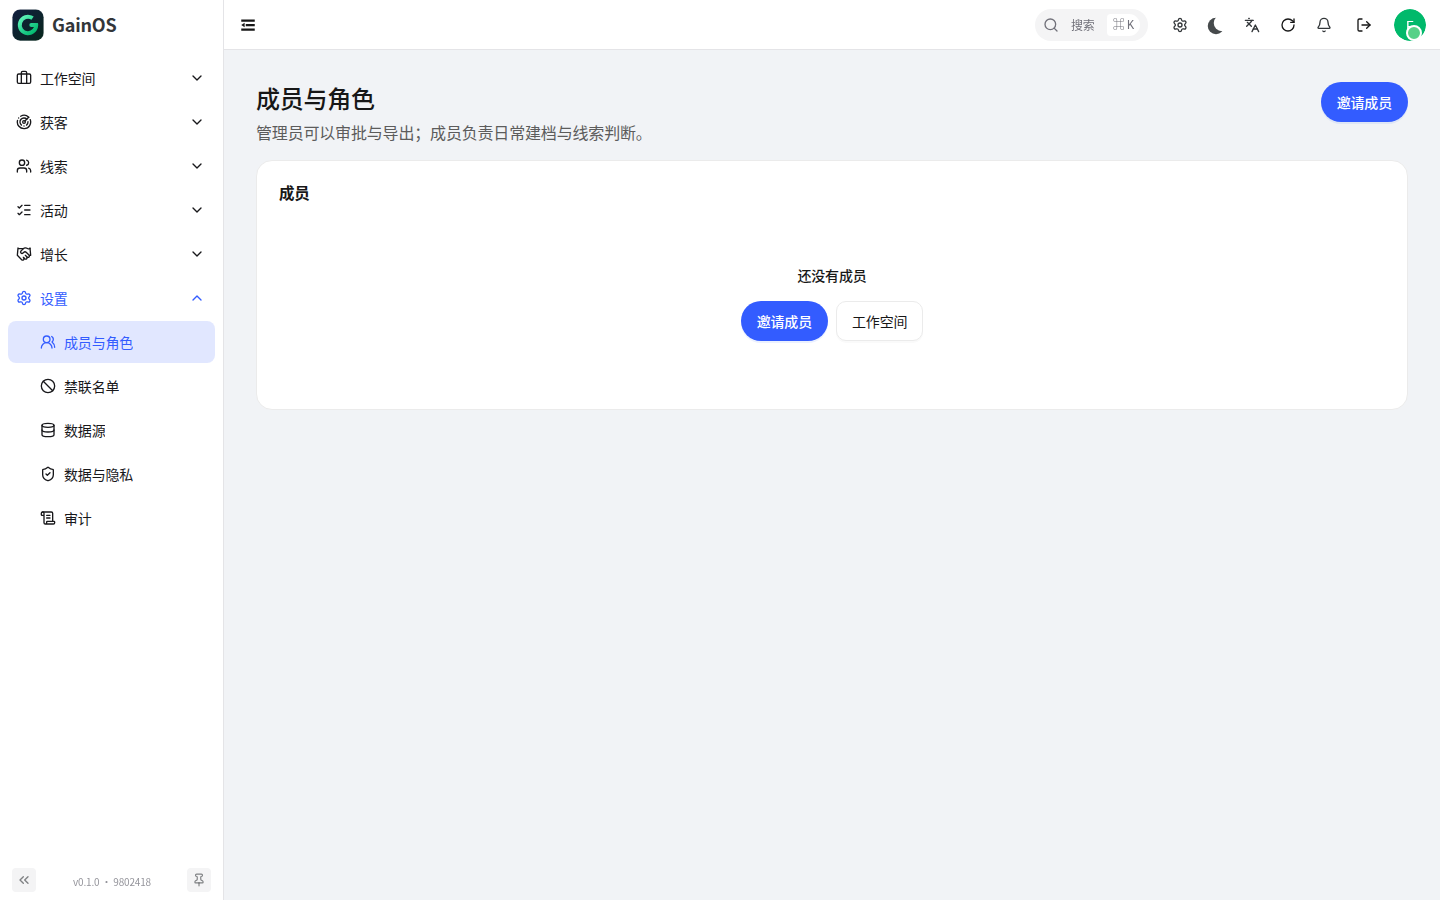 GainOS
搜索
⌘K
工作空间
获客
线索
活动
增长
设置
成员与角色
禁联名单
数据源
数据与隐私
审计
v0.1.0 · 9802418
成员与角色
邀请成员
管理员可以审批与导出；成员负责日常建档与线索判断。
成员
还没有成员
邀请成员
工作空间